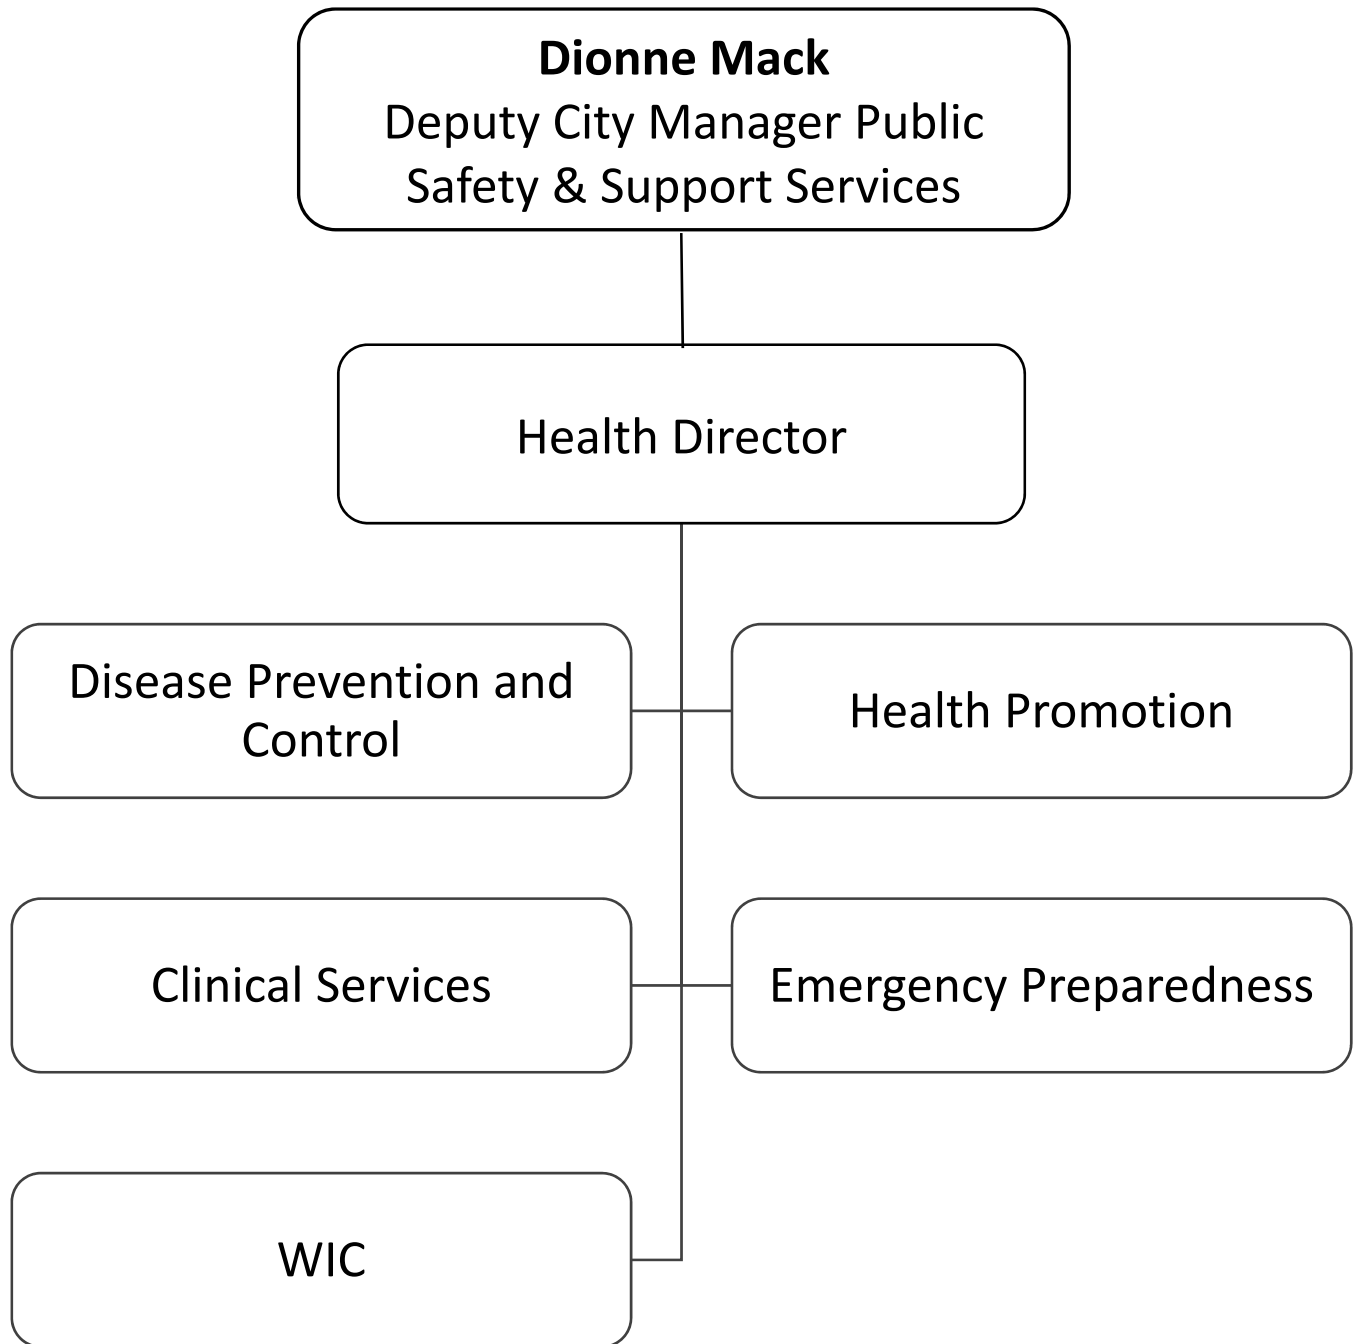 Dionne Mack
Deputy City Manager Public
Safety & Support Services
Health Director
Disease Prevention and
Control
Health Promotion
Clinical Services
Emergency Preparedness
WIC